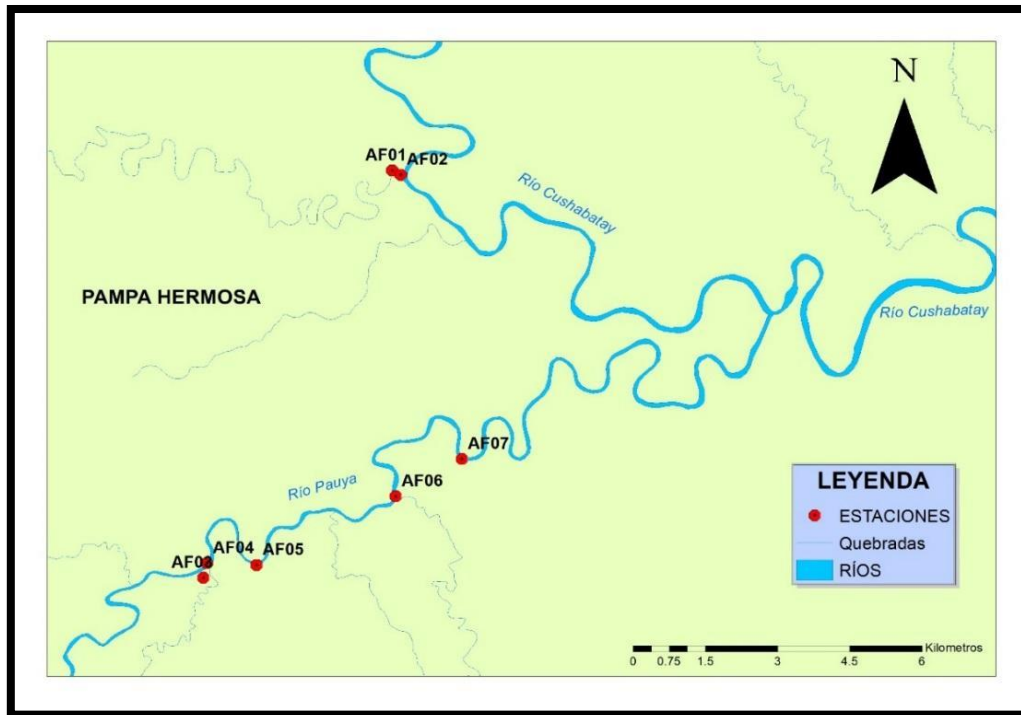 N
AF01
AF02
Río Cushabatay
PAMPA HERMOSA
Río Cushabatay
AF07
Río Pauya
AF06
AF04
AF03
AF05
LEYENDA
ESTACIONES
Quebradas
RÍOS
Kilometros
0 0.75 1.5 3 4.5 6